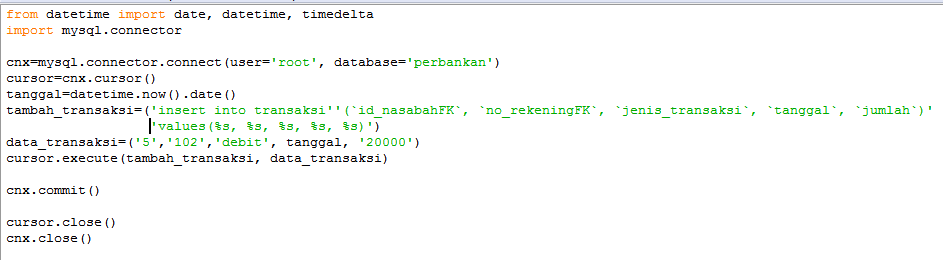 from datetime import date, datetime, timedelta
import mysql.connector
cnx=mysql.connector.connect(user='root', database='perbankan')
cursor=cnx.cursor()
tanggal=datetime.now().date()
tambah_transaksi=('insert into transaksi''(`id_nasabahFK`, `no_rekeningFK`, `jenis_transaksi`, `tanggal`, `jumlah`)'
'values(%s, %s, %s, %s, %s)')
data_transaksi=('5','102','debit', tanggal, '20000')
cursor.execute(tambah_transaksi, data_transaksi)
cnx.commit()
cursor.close()
cnx.close()